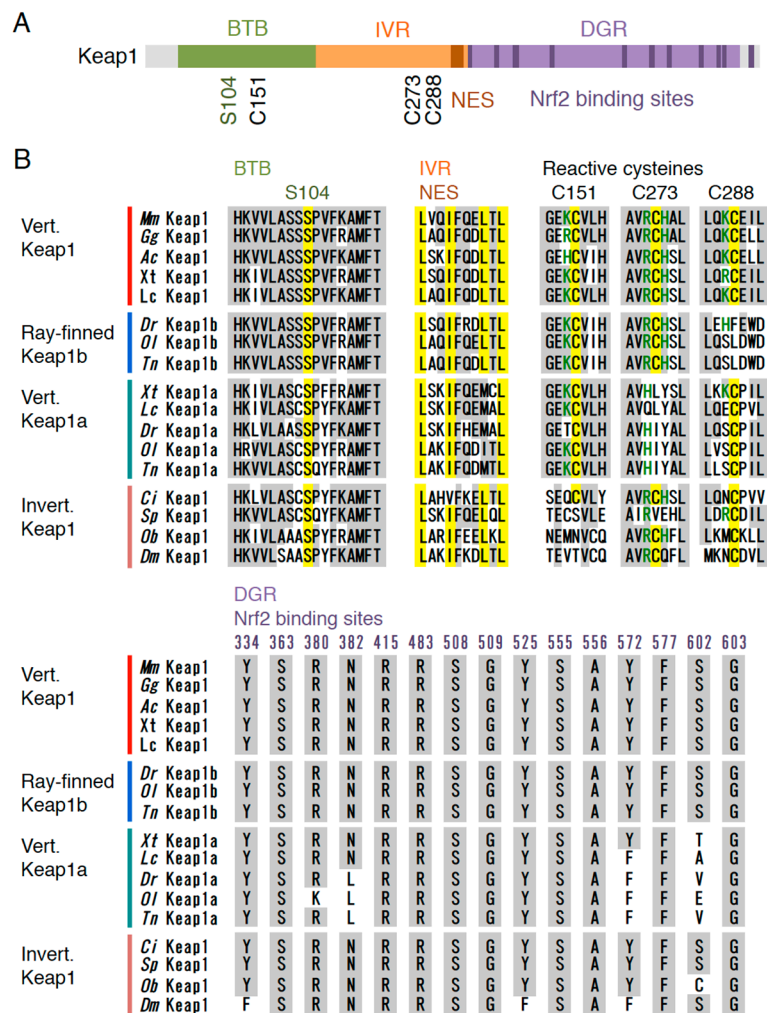 A
BTB IVR DGR
Keap1
S104 C151 C273 C288 NES Nrf2 binding sites
B
BTB IVR Reactive cysteines
S104 NES C151 C273 C288
Vert.
Keap1
Mm Keap1 HKVVLASSSPVFKAMFT LVQIFQELTL GEKCVLH AVRCHAL LQKCEIL
Gg Keap1 HKVVLASSSPVFRAMFT LAQIFQELTL GERCVLH AVRCHAL LQKCELL
Ac Keap1 HKVVLASSSPVFKAMFT LSKIFQELTL GEHCVIH AVRCHSL LQKCELL
Xt Keap1 HKIVLASSSPVFKAMFT LSQIFQDLTL GEKCVIH AVRCHSL LQRCEIL
Lc Keap1 HKIVLASSSPVFKAMFT LAQIFQDLTL GEKCVLH AVRCHSL LQKCEIL
Ray-finned
Keap1b
Dr Keap1b HKVVLASSSPVFRAMFT LSQIFRDLTL GEKCVIH AVRCHSL LEHFEWD
Ol Keap1b HKVVLASSSPVFRAMFT LAQIFQDLTL GEKCVIH AVRCHSL LQSLDWD
Tn Keap1b HKVVLASSSPVFRAMFT LAQIFQDLTL GEKCVIH AVRCHSL LQSLDWD
Vert.
Keap1a
Xt Keap1a HKIVLASSSPFFRAMFT LSKIFQEMCL GEKCVLH AVHLYSL LKKCEIL
Lc Keap1a HKVVLASCSPYFRAMFT LSKIFQEMAL GEKCVLH AVQLYAL LQECPVL
Dr Keap1a HKLVLAASSPYFRAMFT LSKIFHEMAL GETCVLH AVHIYAL LQSCPIL
Ol Keap1a HRVVLASCSPYFRAMFT LAKIFQDITL GEKCVLH AVHIYAL LLSCPIL
Tn Keap1a HKVVLASCSQYFRAMFT LAKIFQDMTL GEKCVLH AVHIYAL LVSCPIL
Invert.
Keap1
Ci Keap1 HKLVLASCSPYFKAMFT LAHVFKELTL SEQCVLY AVRCHSL LQNCPVV
Sp Keap1 HKVVLASCSPYFKAMFT LSKIFQELQL TECSVLE AIRVEHL LDRCDIL
Ob Keap1 HKIVLAAASPYFKAMFT LARIFEELKL NEMNVCQ AVRCHFL LKMCKLL
Dm Keap1 HKVVLSAASPYFKAMFT LAKIFKDLTL TEVTVCQ AVRCQFL MKNCDVL
DGR
Nrf2 binding sites
334 363 380 382 415 483 508 509 525 555 556 572 577 602 603
Vert.
Keap1
Mm Keap1 Y S R N R R S G Y S A Y F S G
Gg Keap1 Y S R N R R S G Y S A Y F S G
Ac Keap1 Y S R N R R S G Y S A Y F S G
Xt Keap1 Y S R N R R S G Y S A Y F S G
Lc Keap1 Y S R N R R S G Y S A Y F S G
Ray-finned
Keap1b
Dr Keap1b Y S R N R R S G Y S A Y F S G
Ol Keap1b Y S R N R R S G Y S A Y F S G
Tn Keap1b Y S R N R R S G Y S A Y F S G
Vert.
Keap1a
Xt Keap1a Y S R N R R S G Y S A Y F T G
Lc Keap1a Y S R N R R S G Y S A F F A G
Dr Keap1a Y S R L R R S G Y S A F F V G
Ol Keap1a Y S K L R R S G Y S A F F E G
Tn Keap1a Y S R L R R S G Y S A F F V G
Invert.
Keap1
Ci Keap1 Y S R N R R S G Y S A Y F S G
Sp Keap1 Y S R N R R S G Y S A Y F S G
Ob Keap1 Y S R N R R S G Y S A Y F C G
Dm Keap1 F S R N R R S G F S A F F S G